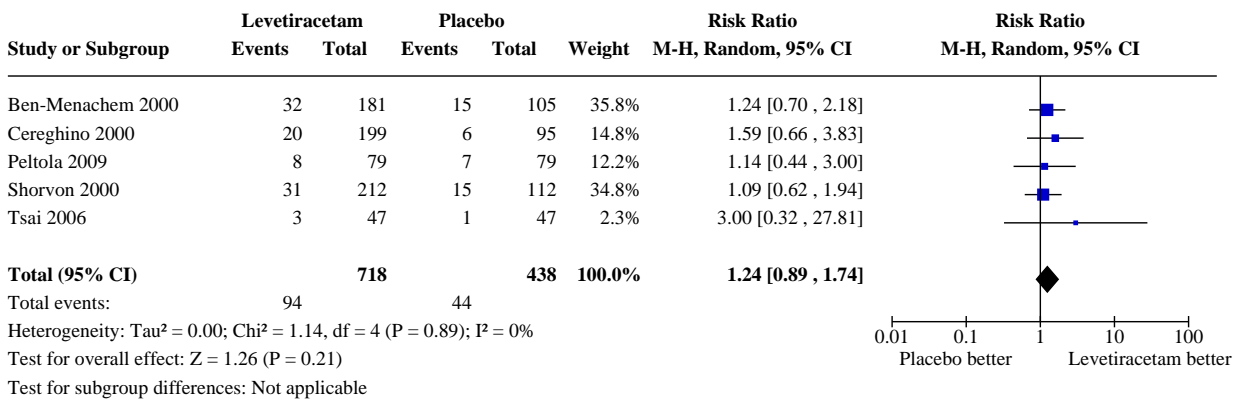 Levetiracetam Placebo Risk Ratio Risk Ratio
Study or Subgroup Events Total Events Total Weight M-H, Random, 95% CI M-H, Random, 95% CI
Ben-Menachem 2000 32 181 15 105 35.8% 1.24 [0.70 , 2.18]
Cereghino 2000 20 199 6 95 14.8% 1.59 [0.66 , 3.83]
Peltola 2009 8 79 7 79 12.2% 1.14 [0.44 , 3.00]
Shorvon 2000 31 212 15 112 34.8% 1.09 [0.62 , 1.94]
Tsai 2006 3 47 1 47 2.3% 3.00 [0.32 , 27.81]
Total (95% CI) 718 438 100.0% 1.24 [0.89 , 1.74]
Total events: 94 44
Heterogeneity: Tau² = 0.00; Chi² = 1.14, df = 4 (P = 0.89); I² = 0%
Test for overall effect: Z = 1.26 (P = 0.21)
Test for subgroup differences: Not applicable
0.01 0.1 1 10 100
Placebo better Levetiracetam better